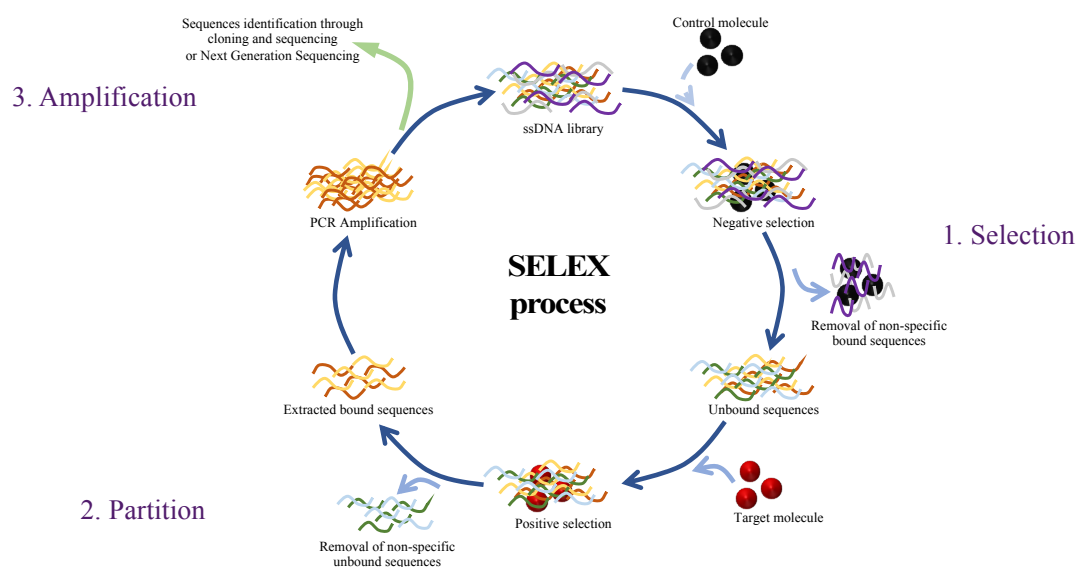 Sequences identification through
cloning and sequencing
or Next Generation Sequencing
Control molecule
3. Amplification
ssDNA library
PCR Amplification
Negative selection
1. Selection
SELEX
process
Removal of non-specific
bound sequences
Extracted bound sequences
Unbound sequences
2. Partition
Positive selection
Target molecule
Removal of non-specific
unbound sequences